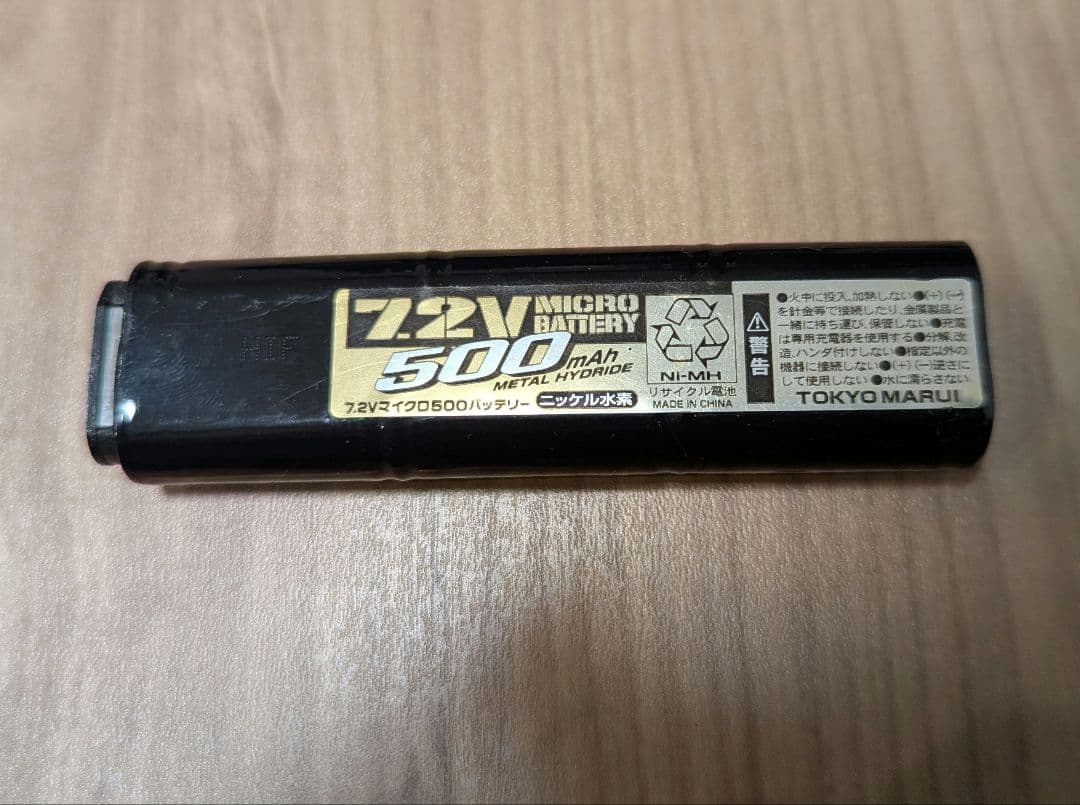 HIF
7.2V MICRO
BATTERY
500mAh
METAL HYDRIDE
7.2Vマイクロ500バッテリー ニッケル水素
NI-MH
リサイクル電池
MADE IN CHINA
⚠警告
●火中に投入、加熱しない●(+)(−)
を針金等で接続したり、金属製品と
一緒に持ち運び、保管しない●充電
は専用充電器を使用する●分解、改
造、ハンダ付けしない●指定以外の
機器に接続しない●(+)(−)逆さに
して使用しない●水に濡らさない
TOKYO MARUI